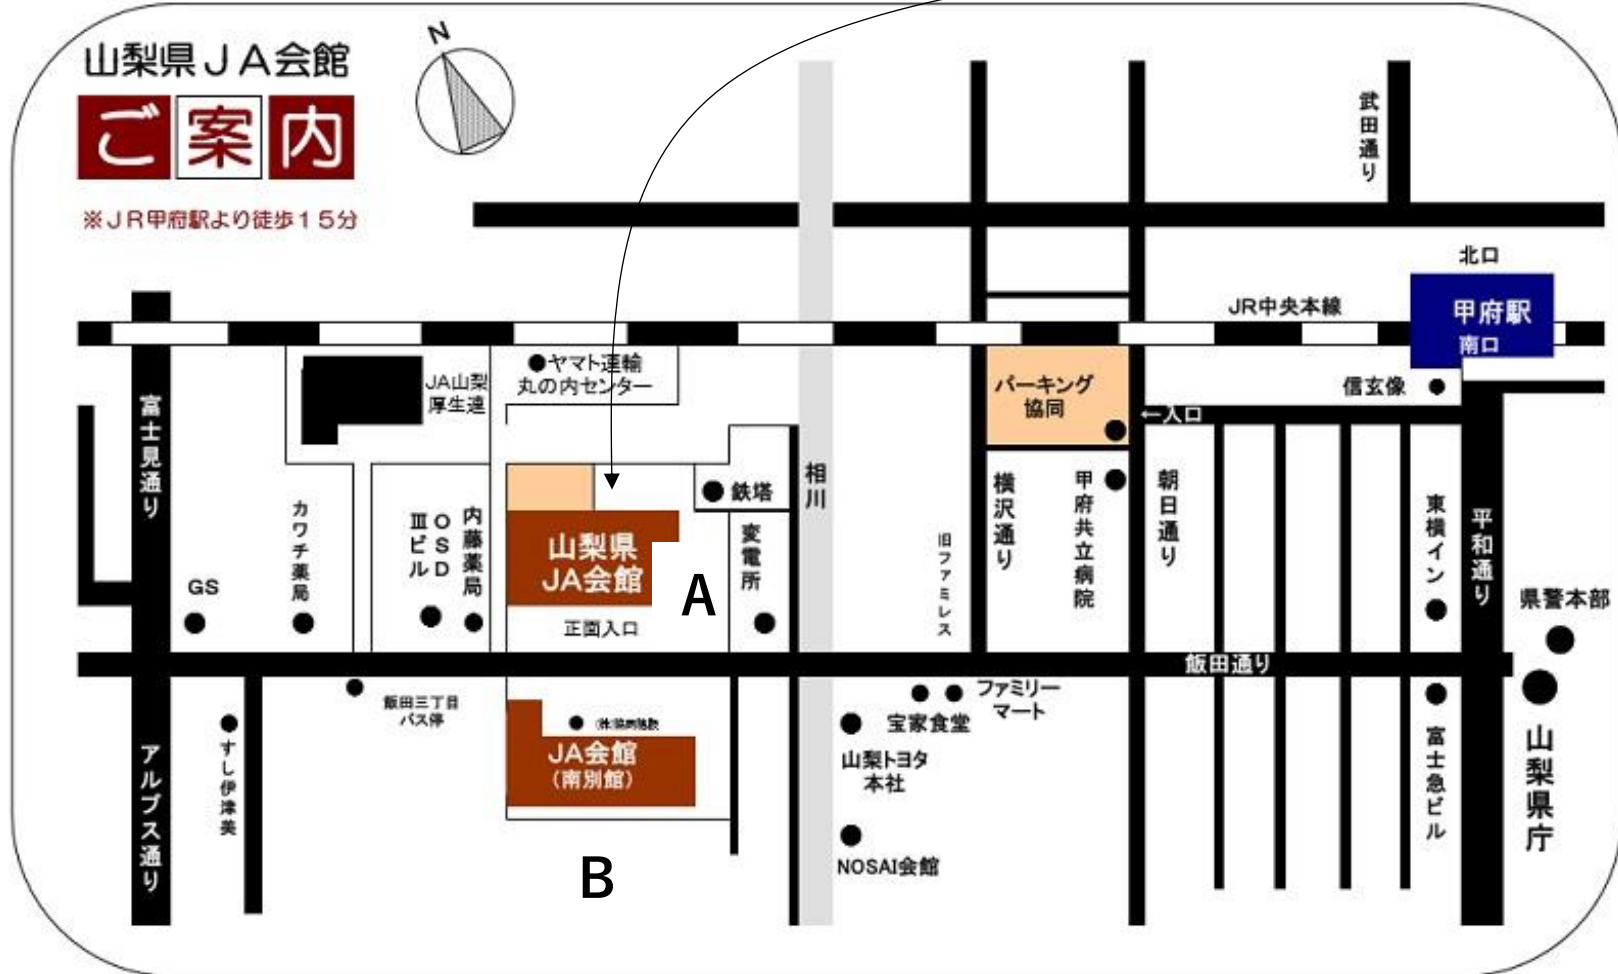 山梨県ＪＡ会館
ご案内
※ＪＲ甲府駅より徒歩１５分
N
武田通り
北口
甲府駅
南口
JR中央本線
信玄像
パーキング
協同
←入口
ヤマト運輸
丸の内センター
JA山梨
厚生連
富士見通り
カワチ薬局
GS
OSD
Ⅲビル
内藤薬局
山梨県
JA会館
正面入口
A
鉄塔
変電所
相川
旧ファミレス
横沢通り
甲府共立病院
朝日通り
東横イン
平和通り
県警本部
飯田通り
山梨県庁
富士急ビル
ファミリー
マート
宝家食堂
山梨トヨタ
本社
NOSAI会館
飯田三丁目
バス停
JA会館
（南別館）
B
すし伊津美
アルプス通り